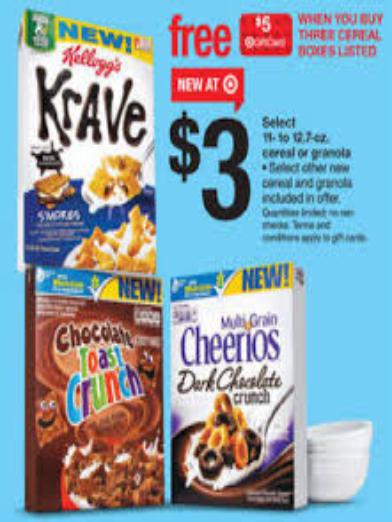 NEW!
Kellogg's
KRAVE
S'MORES
free
$5
GiftCard
WHEN YOU BUY
THREE CEREAL
BOXES LISTED
NEW AT
$3
Select
11- to 12.7-oz.
cereal or granola
• Select other new
cereal and granola
included in offer.
Quantities limited; no rain
checks. Terms and
conditions apply to gift cards.
NEW!
Chocolate
Toast
Crunch
NEW!
Multi Grain
Cheerios
Dark Chocolate
crunch